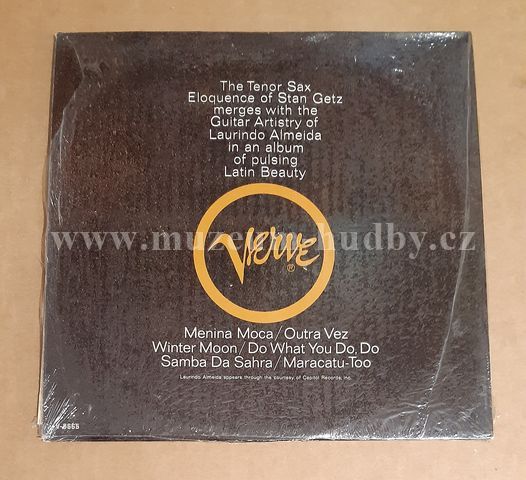 The Tenor Sax
Eloquence of Stan Getz
merges with the
Guitar Artistry of
Laurindo Almeida
in an album
of pulsing
Latin Beauty
www.muzeumhudby.cz
VERVE ®
Menina Moca/Outra Vez
Winter Moon/Do What You Do, Do
Samba Da Sahra/Maracatu-Too
Laurindo Almeida appears through the courtesy of Capitol Records, Inc.
V-8665